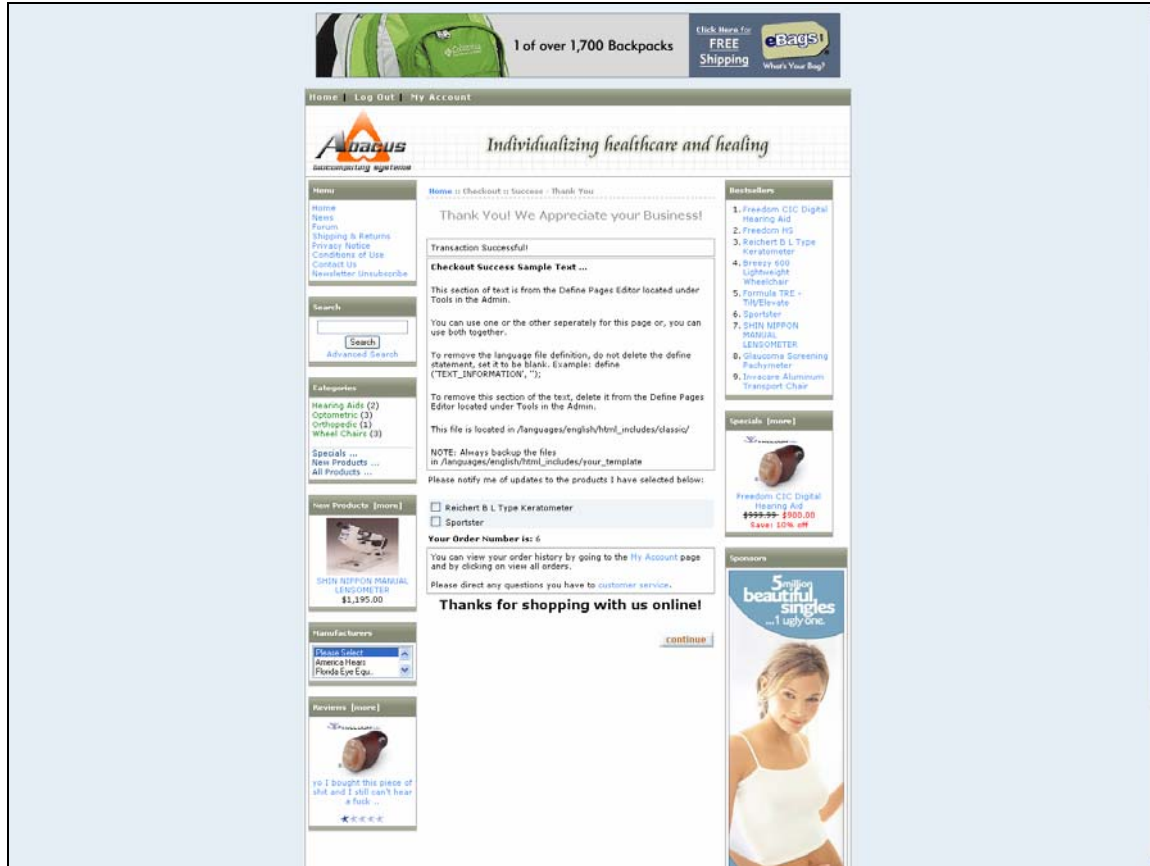 1 of over 1,700 Backpacks
Click Here for
FREE
Shipping
eBags!
What's Your Bag?
Home | Log Out | My Account
Abacus
biocomputing systems
Individualizing healthcare and healing
Menu
Home
News
Forum
Shipping & Returns
Privacy Notice
Conditions of Use
Contact Us
Newsletter Unsubscribe
Search
Search
Advanced Search
Categories
Hearing Aids (2)
Optometric (3)
Orthopedic (1)
Wheel Chairs (3)
Specials ...
New Products ...
All Products ...
New Products [more]
SHIN NIPPON MANUAL
LENSOMETER
$1,195.00
Manufacturers
Please Select
America Hears
Florida Eye Equ..
Reviews [more]
yo I bought this piece of
shit and I still can't hear
a fuck ..
Home :: Checkout :: Success - Thank You
Thank You! We Appreciate your Business!
Transaction Successful!
Checkout Success Sample Text ...
This section of text is from the Define Pages Editor located under
Tools in the Admin.
You can use one or the other seperately for this page or, you can
use both together.
To remove the language file definition, do not delete the define
statement, set it to be blank. Example: define
('TEXT_INFORMATION', '');
To remove this section of the text, delete it from the Define Pages
Editor located under Tools in the Admin.
This file is located in /languages/english/html_includes/classic/
NOTE: Always backup the files
in /languages/english/html_includes/your_template
Please notify me of updates to the products I have selected below:
Reichert B L Type Keratometer
Sportster
Your Order Number is: 6
You can view your order history by going to the My Account page
and by clicking on view all orders.
Please direct any questions you have to customer service.
Thanks for shopping with us online!
continue
Bestsellers
1. Freedom CIC Digital
Hearing Aid
2. Freedom HS
3. Reichert B L Type
Keratometer
4. Breezy 600
Lightweight
Wheelchair
5. Formula TRE -
Tilt/Elevate
6. Sportster
7. SHIN NIPPON
MANUAL
LENSOMETER
8. Glaucoma Screening
Pachymeter
9. Invacare Aluminum
Transport Chair
Specials [more]
Freedom CIC Digital
Hearing Aid
$999.99 $900.00
Save: 10% off
Sponsors
5 million
beautiful
singles
...1 ugly one.